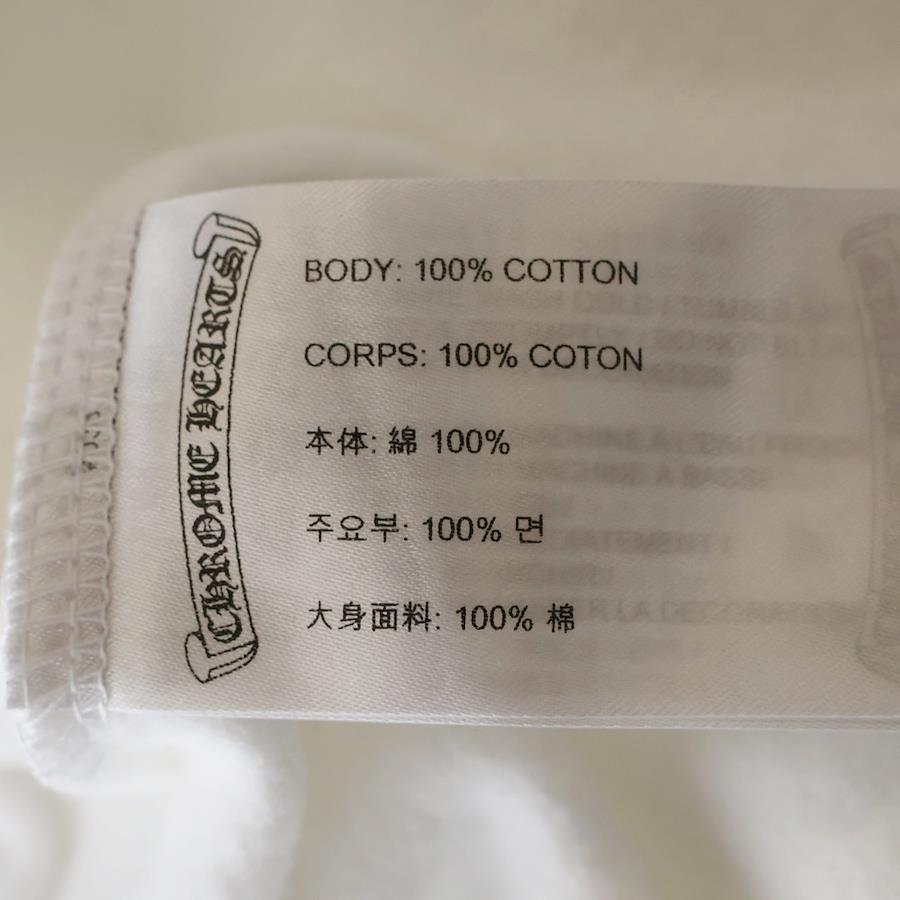 CHROME HEARTS
BODY: 100% COTTON
CORPS: 100% COTON
本体: 綿 100%
주요부: 100% 면
大身面料: 100% 棉